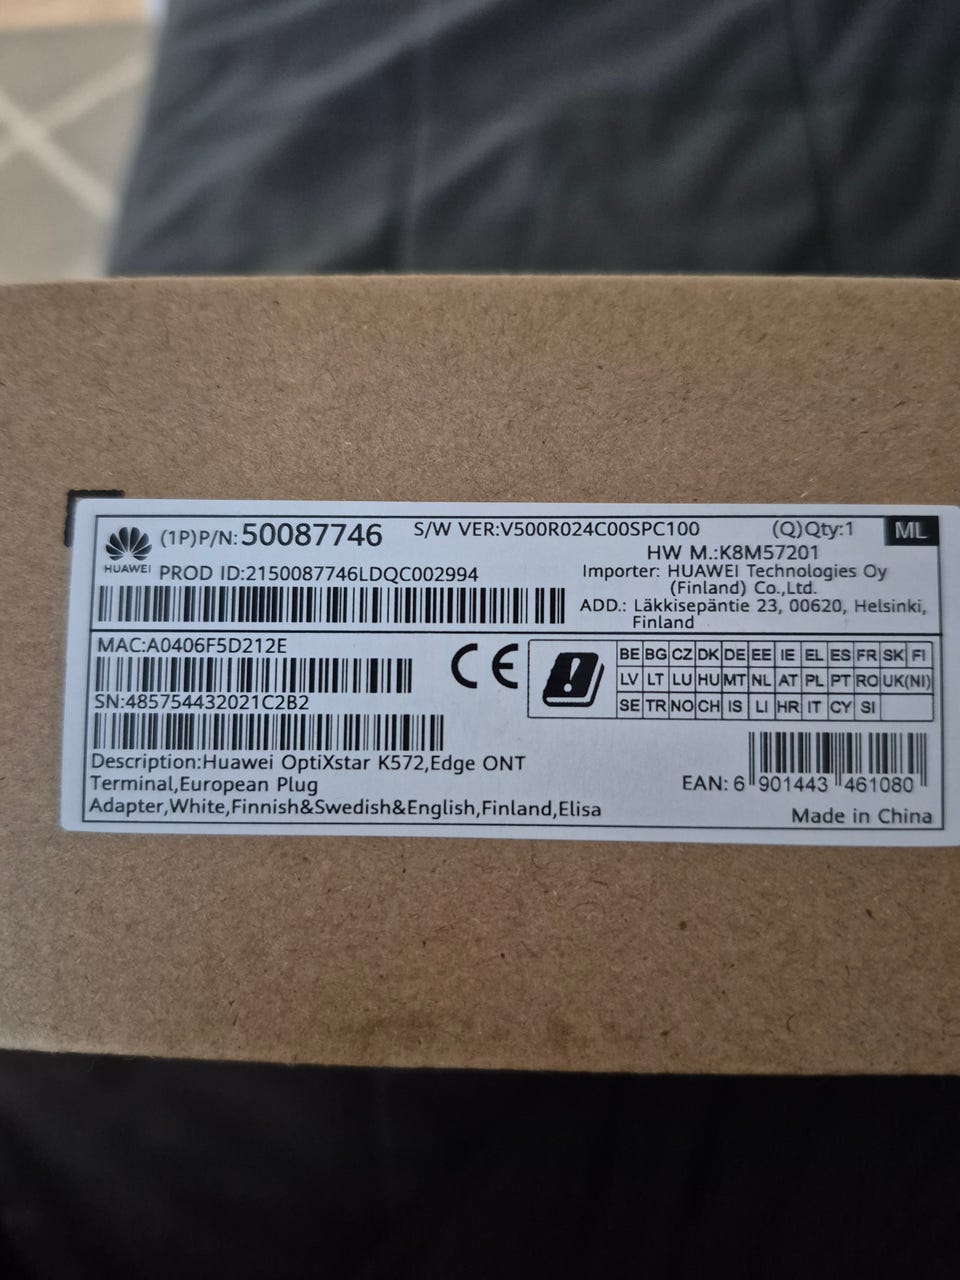 HUAWEI
(1P)P/N:50087746
S/W VER:V500R024C00SPC100
(Q)Qty:1
ML
HW M.:K8M57201
PROD ID:2150087746LDQC002994
Importer: HUAWEI Technologies Oy
(Finland) Co.,Ltd.
ADD.: Läkkisepäntie 23, 00620, Helsinki,
Finland
MAC:A0406F5D212E
SN:485754432021C2B2
CE
BE BG CZ DK DE EE IE EL ES FR SK FI
LV LT LU HU MT NL AT PL PT RO UK(NI)
SE TR NO CH IS LI HR IT CY SI
Description:Huawei OptiXstar K572,Edge ONT
Terminal,European Plug
Adapter,White,Finnish&Swedish&English,Finland,Elisa
EAN: 6 901443 461080
Made in China